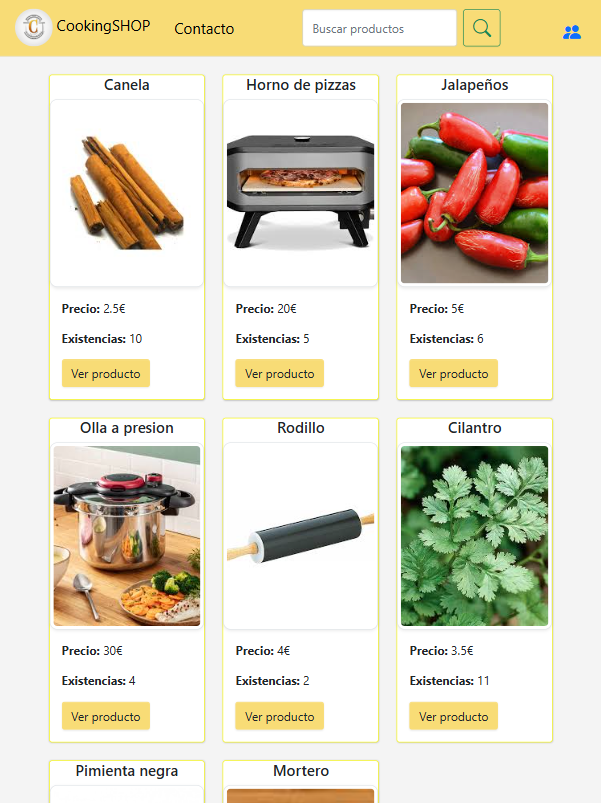 CookingSHOP Contacto Buscar productos
Canela Horno de pizzas Jalapeños
Precio: 2.5€ Precio: 20€ Precio: 5€
Existencias: 10 Existencias: 5 Existencias: 6
Ver producto Ver producto Ver producto
Olla a presion Rodillo Cilantro
Precio: 30€ Precio: 4€ Precio: 3.5€
Existencias: 4 Existencias: 2 Existencias: 11
Ver producto Ver producto Ver producto
Pimienta negra Mortero